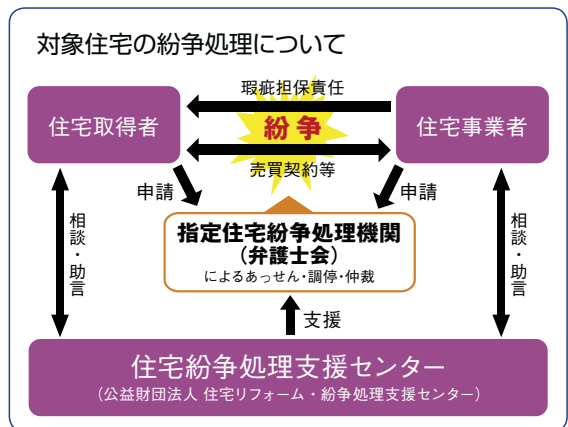 対象住宅の紛争処理について
瑕疵担保責任
住宅取得者
紛争
住宅事業者
売買契約等
申請
申請
指定住宅紛争処理機関
(弁護士会)
によるあっせん・調停・仲裁
相談・助言
相談・助言
支援
住宅紛争処理支援センター
(公益財団法人 住宅リフォーム・紛争処理支援センター)